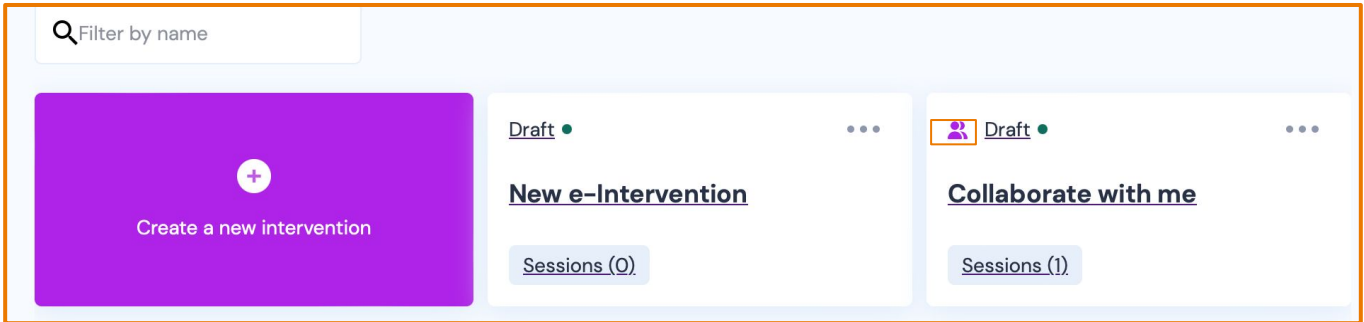 Filter by name
Create a new intervention
Draft
New e-Intervention
Sessions (0)
Draft
Collaborate with me
Sessions (1)